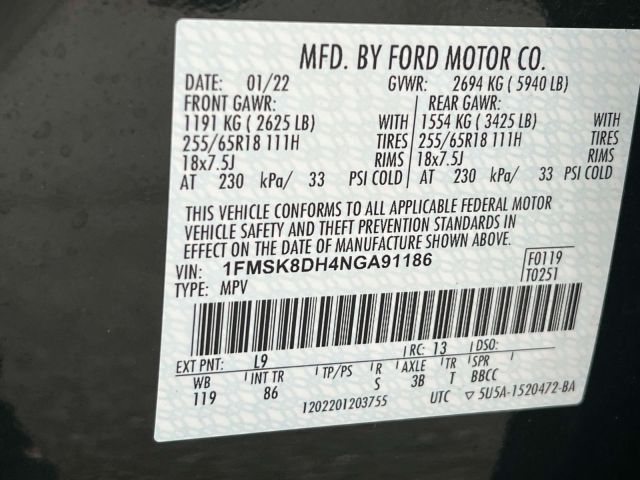 MFD. BY FORD MOTOR CO.
DATE: 01/22 GVWR: 2694 KG ( 5940 LB)
FRONT GAWR: REAR GAWR:
1191 KG ( 2625 LB) WITH 1554 KG ( 3425 LB) WITH
255/65R18 111H TIRES 255/65R18 111H TIRES
18x7.5J RIMS 18x7.5J RIMS
AT 230 kPa/ 33 PSI COLD AT 230 kPa/ 33 PSI COLD
THIS VEHICLE CONFORMS TO ALL APPLICABLE FEDERAL MOTOR
VEHICLE SAFETY AND THEFT PREVENTION STANDARDS IN
EFFECT ON THE DATE OF MANUFACTURE SHOWN ABOVE.
VIN: 1FMSK8DH4NGA91186 F0119
TYPE: MPV T0251
EXT PNT: L9 RC: 13 DSO:
WB INT TR TP/PS R AXLE TR SPR
119 86 S 3B T BBCC
1202201203755 UTC 5U5A-1520472-BA